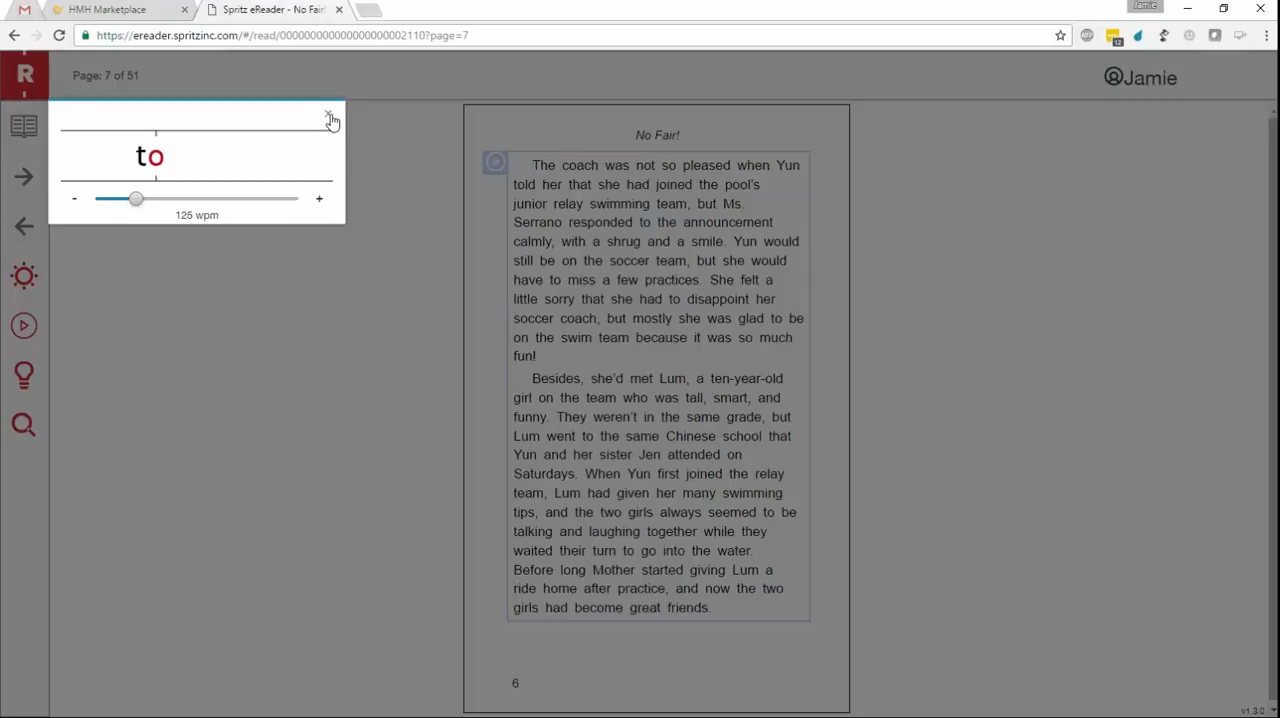 Jamie
HMH Marketplace
Spritz eReader - No Fair!
https://ereader.spritzinc.com/#/read/0000000000000000000002110?page=7
12
R
Page: 7 of 51
Jamie
to
-
+
125 wpm
No Fair!
The coach was not so pleased when Yun
told her that she had joined the pool's
junior relay swimming team, but Ms.
Serrano responded to the announcement
calmly, with a shrug and a smile. Yun would
still be on the soccer team, but she would
have to miss a few practices. She felt a
little sorry that she had to disappoint her
soccer coach, but mostly she was glad to be
on the swim team because it was so much
fun!
Besides, she'd met Lum, a ten-year-old
girl on the team who was tall, smart, and
funny. They weren't in the same grade, but
Lum went to the same Chinese school that
Yun and her sister Jen attended on
Saturdays. When Yun first joined the relay
team, Lum had given her many swimming
tips, and the two girls always seemed to be
talking and laughing together while they
waited their turn to go into the water.
Before long Mother started giving Lum a
ride home after practice, and now the two
girls had become great friends.
6
v1.3.0